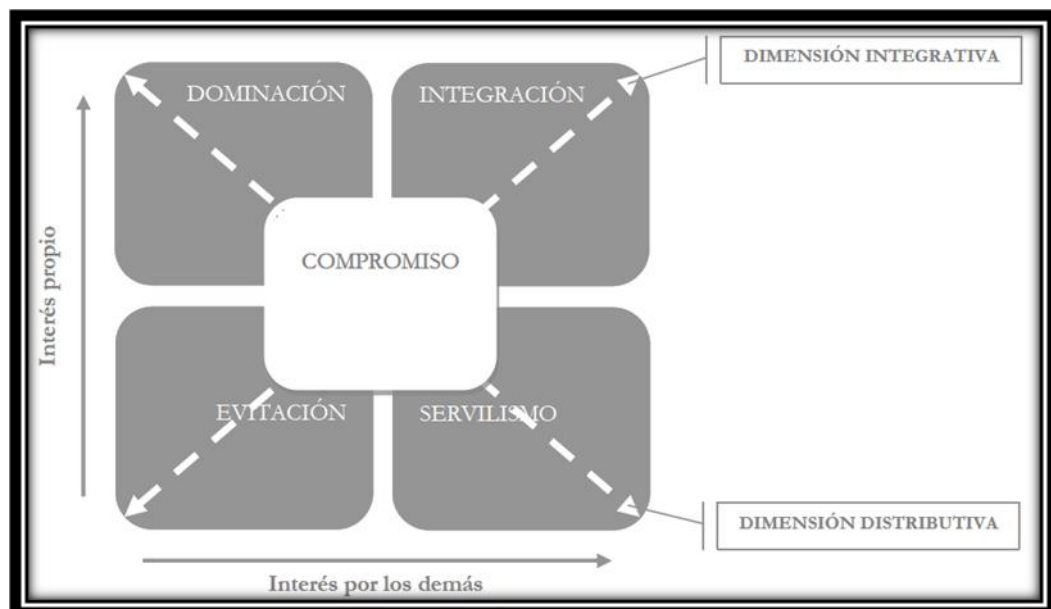 DIMENSIÓN INTEGRATIVA
DOMINACIÓN
INTEGRACIÓN
Interés propio
COMPROMISO
EVITACIÓN
SERVILISMO
DIMENSIÓN DISTRIBUTIVA
Interés por los demás